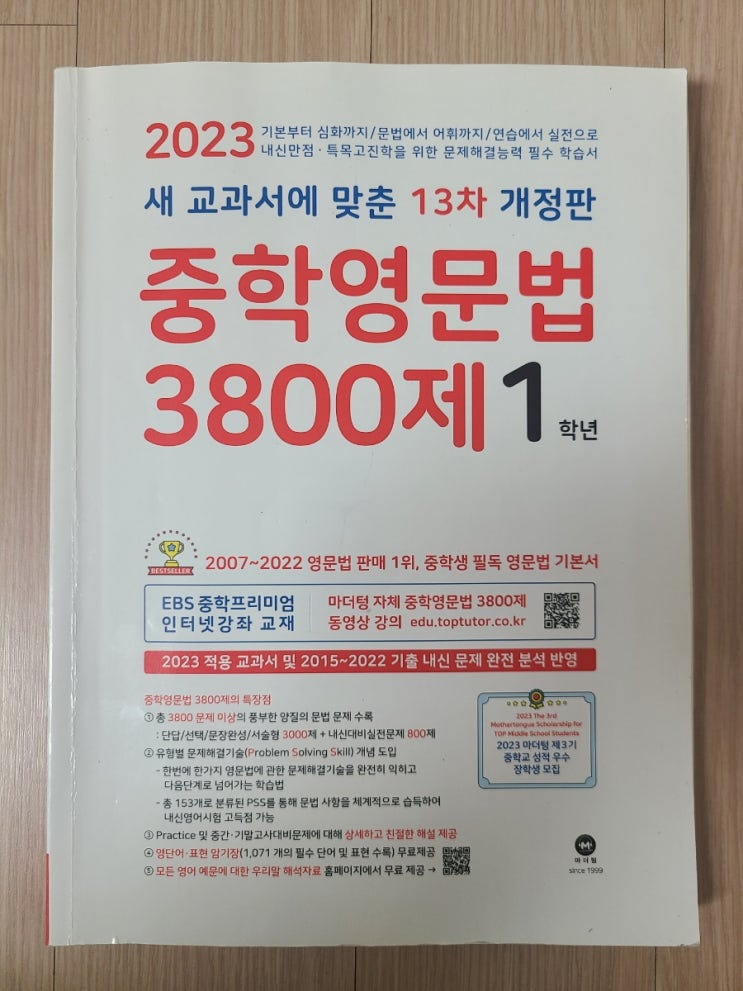 2023
기본부터 심화까지/문법에서 어휘까지/연습에서 실전으로
내신만점 · 특목고진학을 위한 문제해결능력 필수 학습서
새 교과서에 맞춘 13차 개정판
중학영문법
3800제 1 학년
BESTSELLER
2007~2022 영문법 판매 1위, 중학생 필독 영문법 기본서
EBS 중학프리미엄
인터넷강좌 교재
마더텅 자체 중학영문법 3800제
동영상 강의 edu.toptutor.co.kr
2023 적용 교과서 및 2015~2022 기출 내신 문제 완전 분석 반영
중학영문법 3800제의 특장점
① 총 3800 문제 이상의 풍부한 양질의 문법 문제 수록
: 단답/선택/문장완성/서술형 3000제 + 내신대비실전문제 800제
② 유형별 문제해결기술(Problem Solving Skill) 개념 도입
- 한번에 한가지 영문법에 관한 문제해결기술을 완전히 익히고
다음단계로 넘어가는 학습법
- 총 153개로 분류된 PSS를 통해 문법 사항을 체계적으로 습득하여
내신영어시험 고득점 가능
③ Practice 및 중간·기말고사대비문제에 대해 상세하고 친절한 해설 제공
④ 영단어·표현 암기장(1,071 개의 필수 단어 및 표현 수록) 무료제공
⑤ 모든 영어 예문에 대한 우리말 해석자료 홈페이지에서 무료 제공 →
2023 The 3rd
Mothertongue Scholarship for
TOP Middle School Students
2023 마더텅 제3기
중학교 성적 우수
장학생 모집
M
마더텅
since 1999